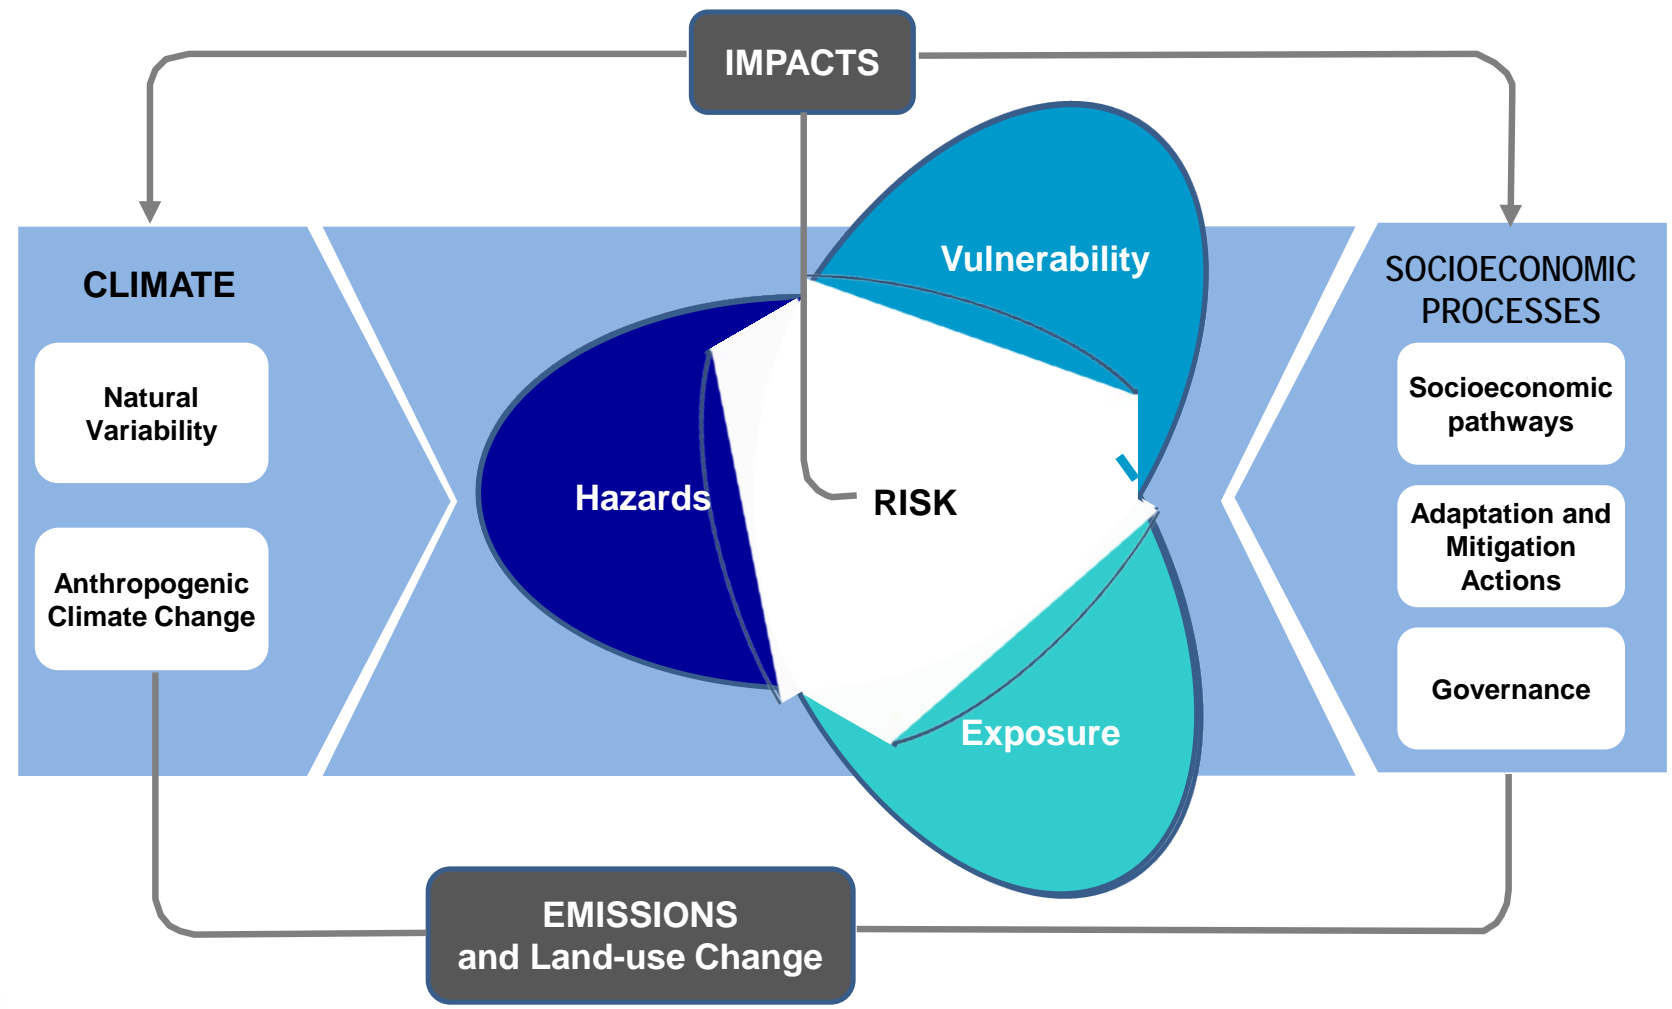 IMPACTS
Vulnerability
CLIMATE
SOCIOECONOMIC
PROCESSES
Natural
Variability
Socioeconomic
pathways
Hazards
RISK
Adaptation and
Mitigation
Actions
Anthropogenic
Climate Change
Governance
Exposure
EMISSIONS
and Land-use Change